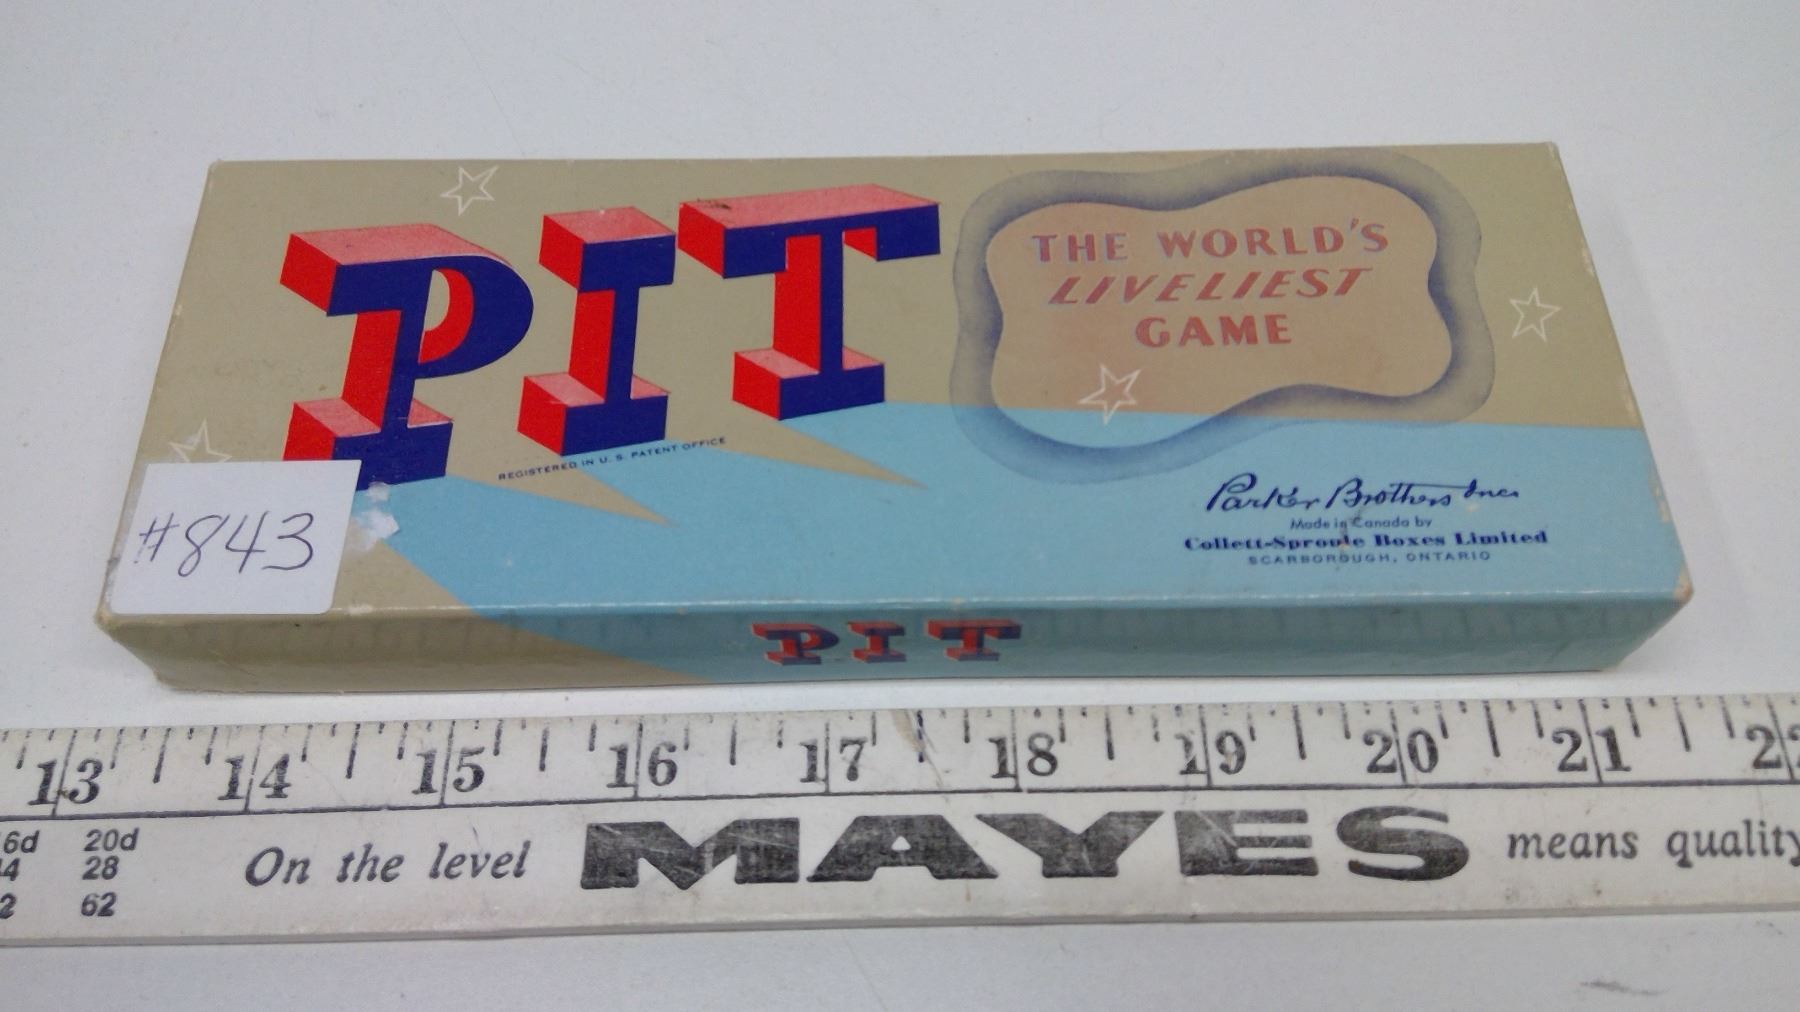 PIT
THE WORLD'S
LIVELIEST
GAME
REGISTERED IN U. S. PATENT OFFICE
Parker Brothers Inc.
Made in Canada by
Collett-Sproule Boxes Limited
SCARBOROUGH, ONTARIO
#843
PIT
13 14 15 16 17 18 19 20 21
20d
28
62
On the level MAYES means quality